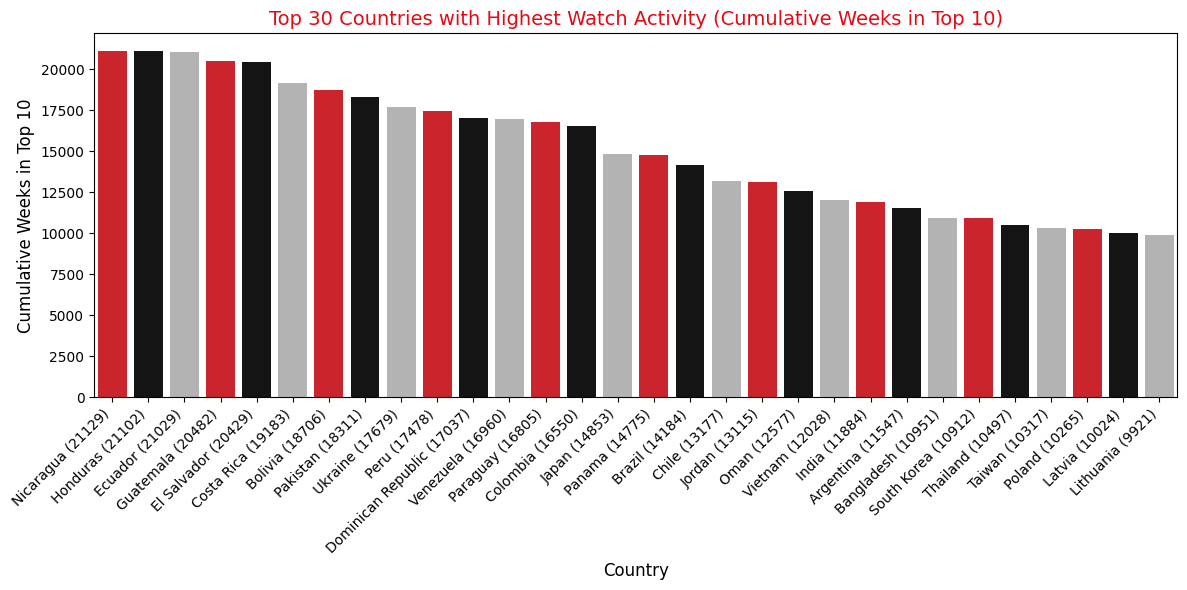 Top 30 Countries with Highest Watch Activity (Cumulative Weeks in Top 10)
Cumulative Weeks in Top 10
20000
17500
15000
12500
10000
7500
5000
2500
0
Nicaragua (21129)
Honduras (21102)
Ecuador (21029)
Guatemala (20482)
El Salvador (20429)
Costa Rica (19183)
Bolivia (18706)
Pakistan (18311)
Ukraine (17679)
Peru (17478)
Dominican Republic (17037)
Venezuela (16960)
Paraguay (16805)
Colombia (16550)
Japan (14853)
Panama (14775)
Brazil (14184)
Chile (13177)
Jordan (13115)
Oman (12577)
Vietnam (12028)
India (11884)
Argentina (11547)
Bangladesh (10951)
South Korea (10912)
Thailand (10497)
Taiwan (10317)
Poland (10265)
Latvia (10024)
Lithuania (9921)
Country